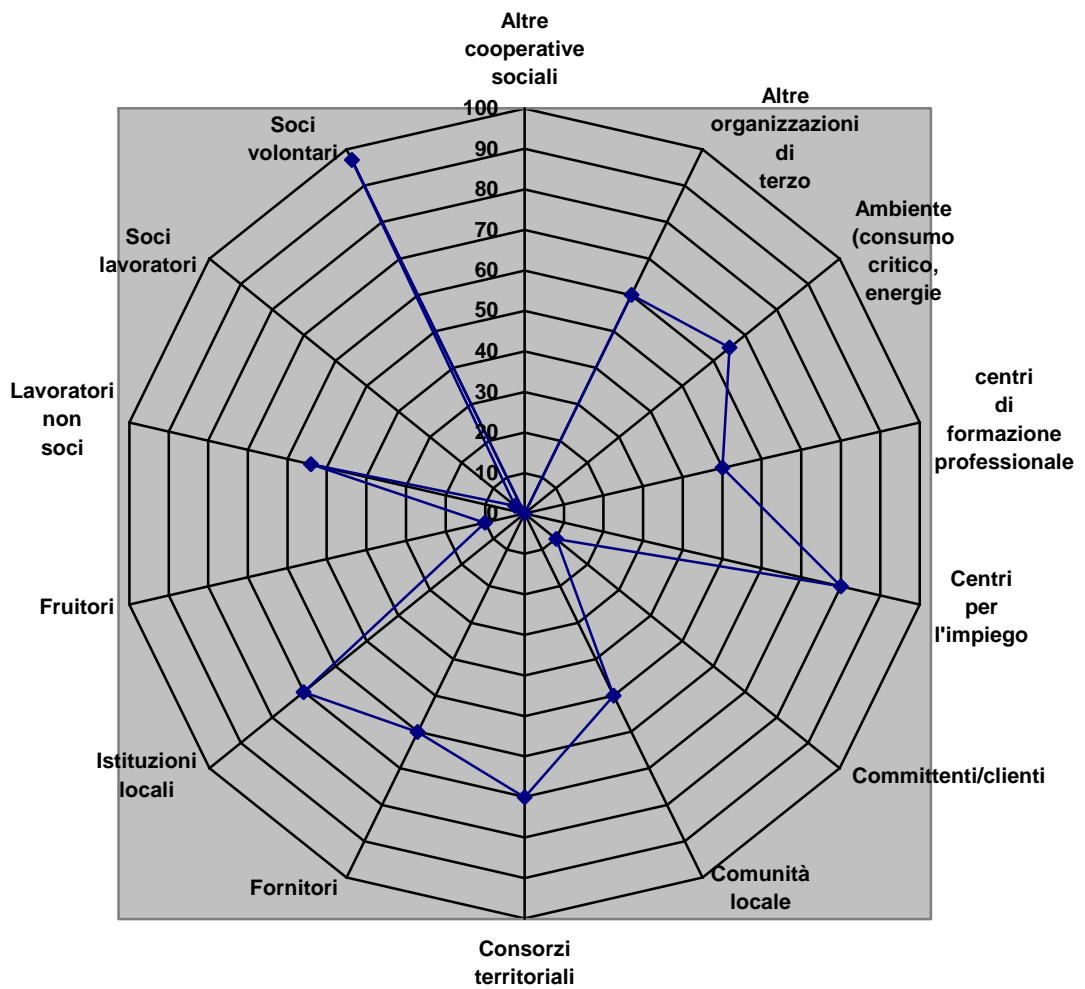 Altre
cooperative
sociali
Altre
organizzazioni
di
terzo
Ambiente
(consumo
critico,
energie
centri
di
formazione
professionale
Centri
per
l'impiego
Committenti/clienti
Comunità
locale
Consorzi
territoriali
Fornitori
Istituzioni
locali
Fruitori
Lavoratori
non
soci
Soci
lavoratori
Soci
volontari
100
90
80
70
60
50
40
30
20
10
0